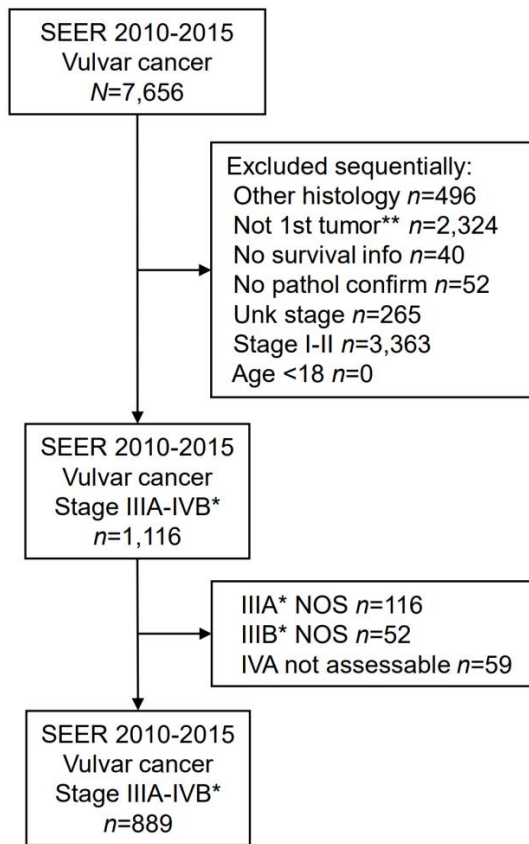 SEER 2010-2015
Vulvar cancer
N=7,656
Excluded sequentially:
Other histology n=496
Not 1st tumor** n=2,324
No survival info n=40
No pathol confirm n=52
Unk stage n=265
Stage I-II n=3,363
Age <18 n=0
SEER 2010-2015
Vulvar cancer
Stage IIIA-IVB*
n=1,116
IIIA* NOS n=116
IIIB* NOS n=52
IVA not assessable n=59
SEER 2010-2015
Vulvar cancer
Stage IIIA-IVB*
n=889